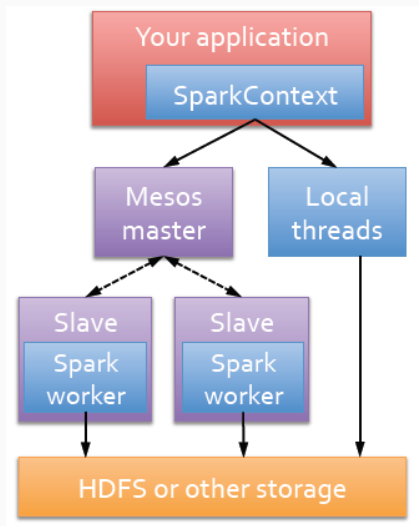 Your application
SparkContext
Mesos
master
Local
threads
Slave
Spark
worker
Slave
Spark
worker
HDFS or other storage